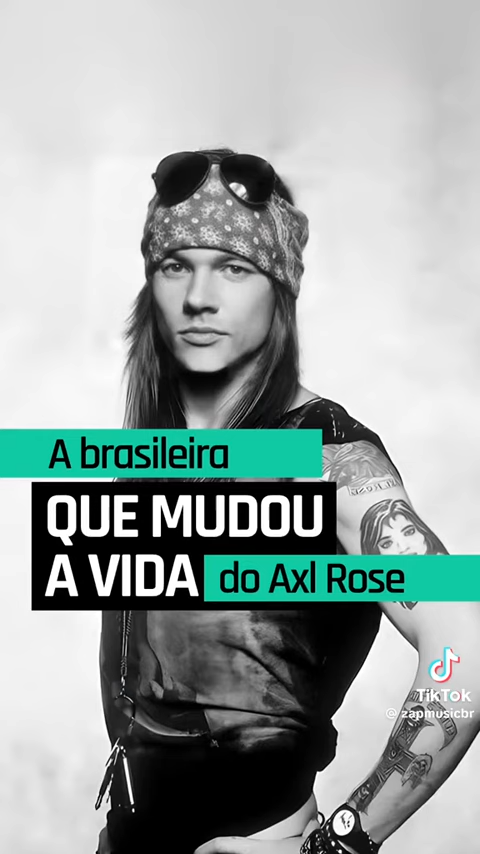 A brasileira
QUE MUDOU
A VIDA do Axl Rose
TikTok
@zapmusicbr